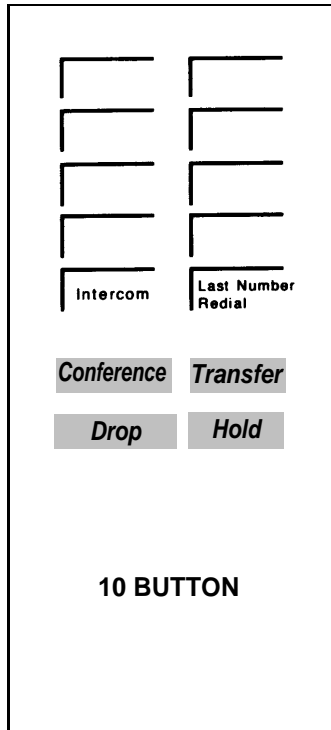 Intercom
Last Number
Redial
Conference Transfer
Drop Hold
10 BUTTON